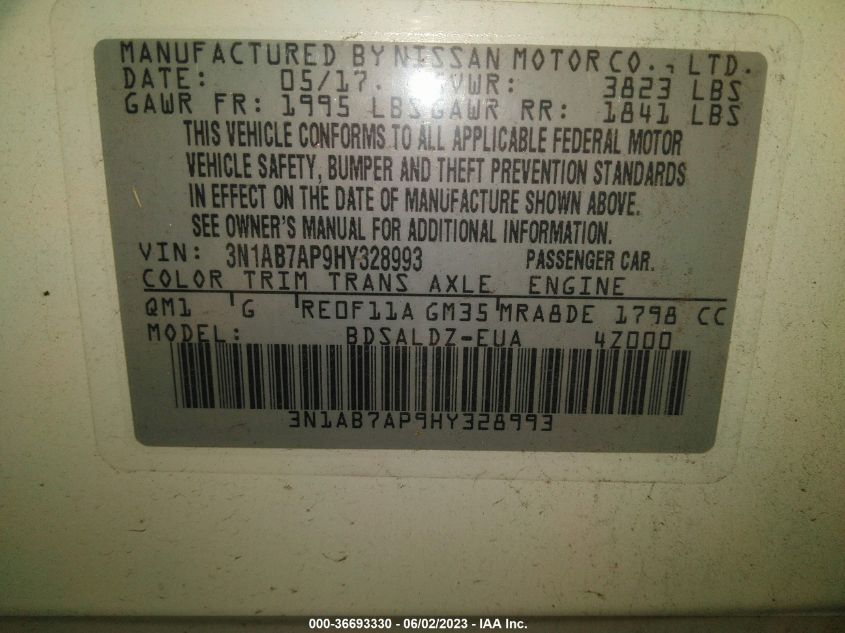 MANUFACTURED BY NISSAN MOTOR CO., LTD.
DATE: 05/17. GVWR: 3823 LBS
GAWR FR: 1995 LBS GAWR RR: 1841 LBS
THIS VEHICLE CONFORMS TO ALL APPLICABLE FEDERAL MOTOR
VEHICLE SAFETY, BUMPER AND THEFT PREVENTION STANDARDS
IN EFFECT ON THE DATE OF MANUFACTURE SHOWN ABOVE.
SEE OWNER'S MANUAL FOR ADDITIONAL INFORMATION.
VIN: 3N1AB7AP9HY328993 PASSENGER CAR.
COLOR TRIM TRANS AXLE ENGINE
QM1 G RE0F11A GM35 MRA8DE 1798 CC
MODEL: BDSALDZ-EUA 4Z000
3N1AB7AP9HY328993
000-36693330 - 06/02/2023 - IAA Inc.